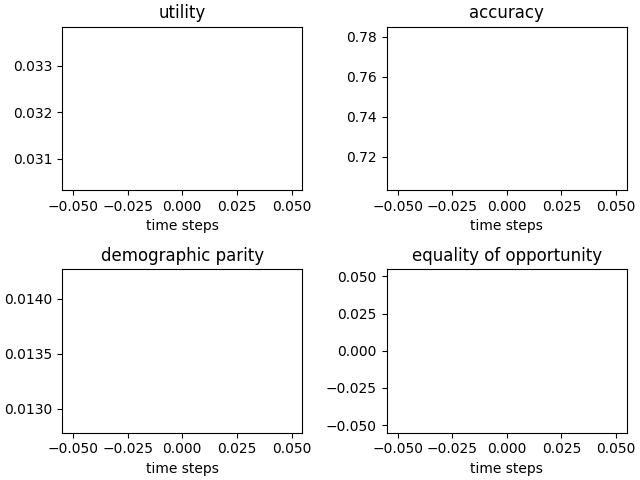 utility
0.033
0.032
0.031
−0.050 −0.025 0.000 0.025 0.050
time steps
accuracy
0.78
0.76
0.74
0.72
−0.050 −0.025 0.000 0.025 0.050
time steps
demographic parity
0.0140
0.0135
0.0130
−0.050 −0.025 0.000 0.025 0.050
time steps
equality of opportunity
0.050
0.025
0.000
−0.025
−0.050
−0.050 −0.025 0.000 0.025 0.050
time steps